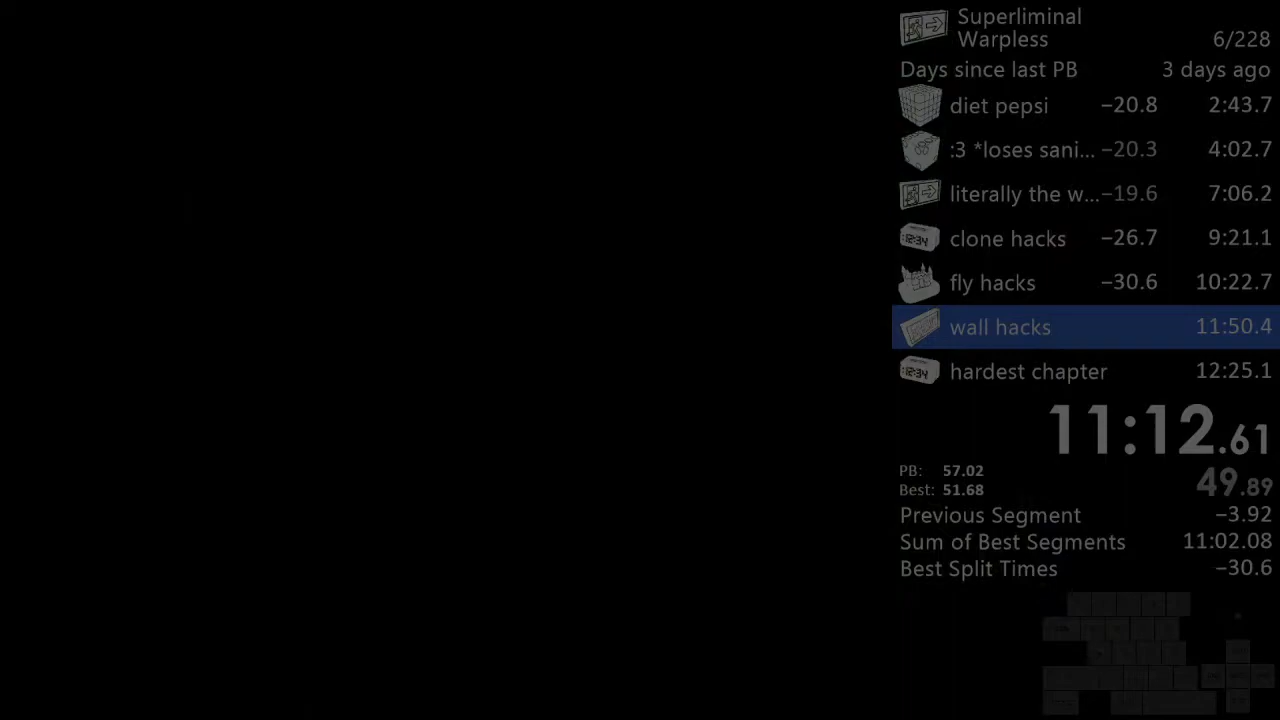 Superliminal
Warpless 6/228
Days since last PB 3 days ago
diet pepsi −20.8 2:43.7
:3 *loses sani... −20.3 4:02.7
literally the w... −19.6 7:06.2
clone hacks −26.7 9:21.1
fly hacks −30.6 10:22.7
wall hacks 11:50.4
hardest chapter 12:25.1
11:12.61
PB: 57.02
Best: 51.68
49.89
Previous Segment −3.92
Sum of Best Segments 11:02.08
Best Split Times −30.6